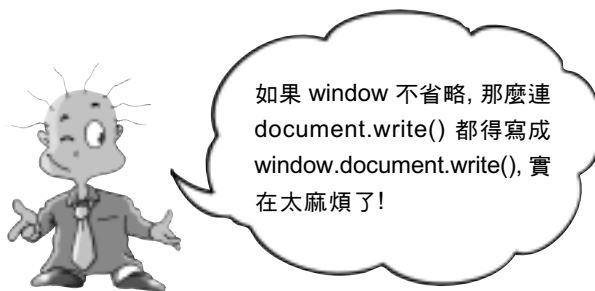 如果 window 不省略, 那麼連
document.write() 都得寫成
window.document.write(), 實
在太麻煩了!